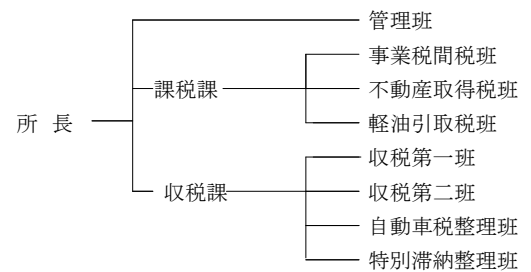 管理班
事業税間税班
課税課
不動産取得税班
所 長
軽油引取税班
収税第一班
収税課
収税第二班
自動車税整理班
特別滞納整理班